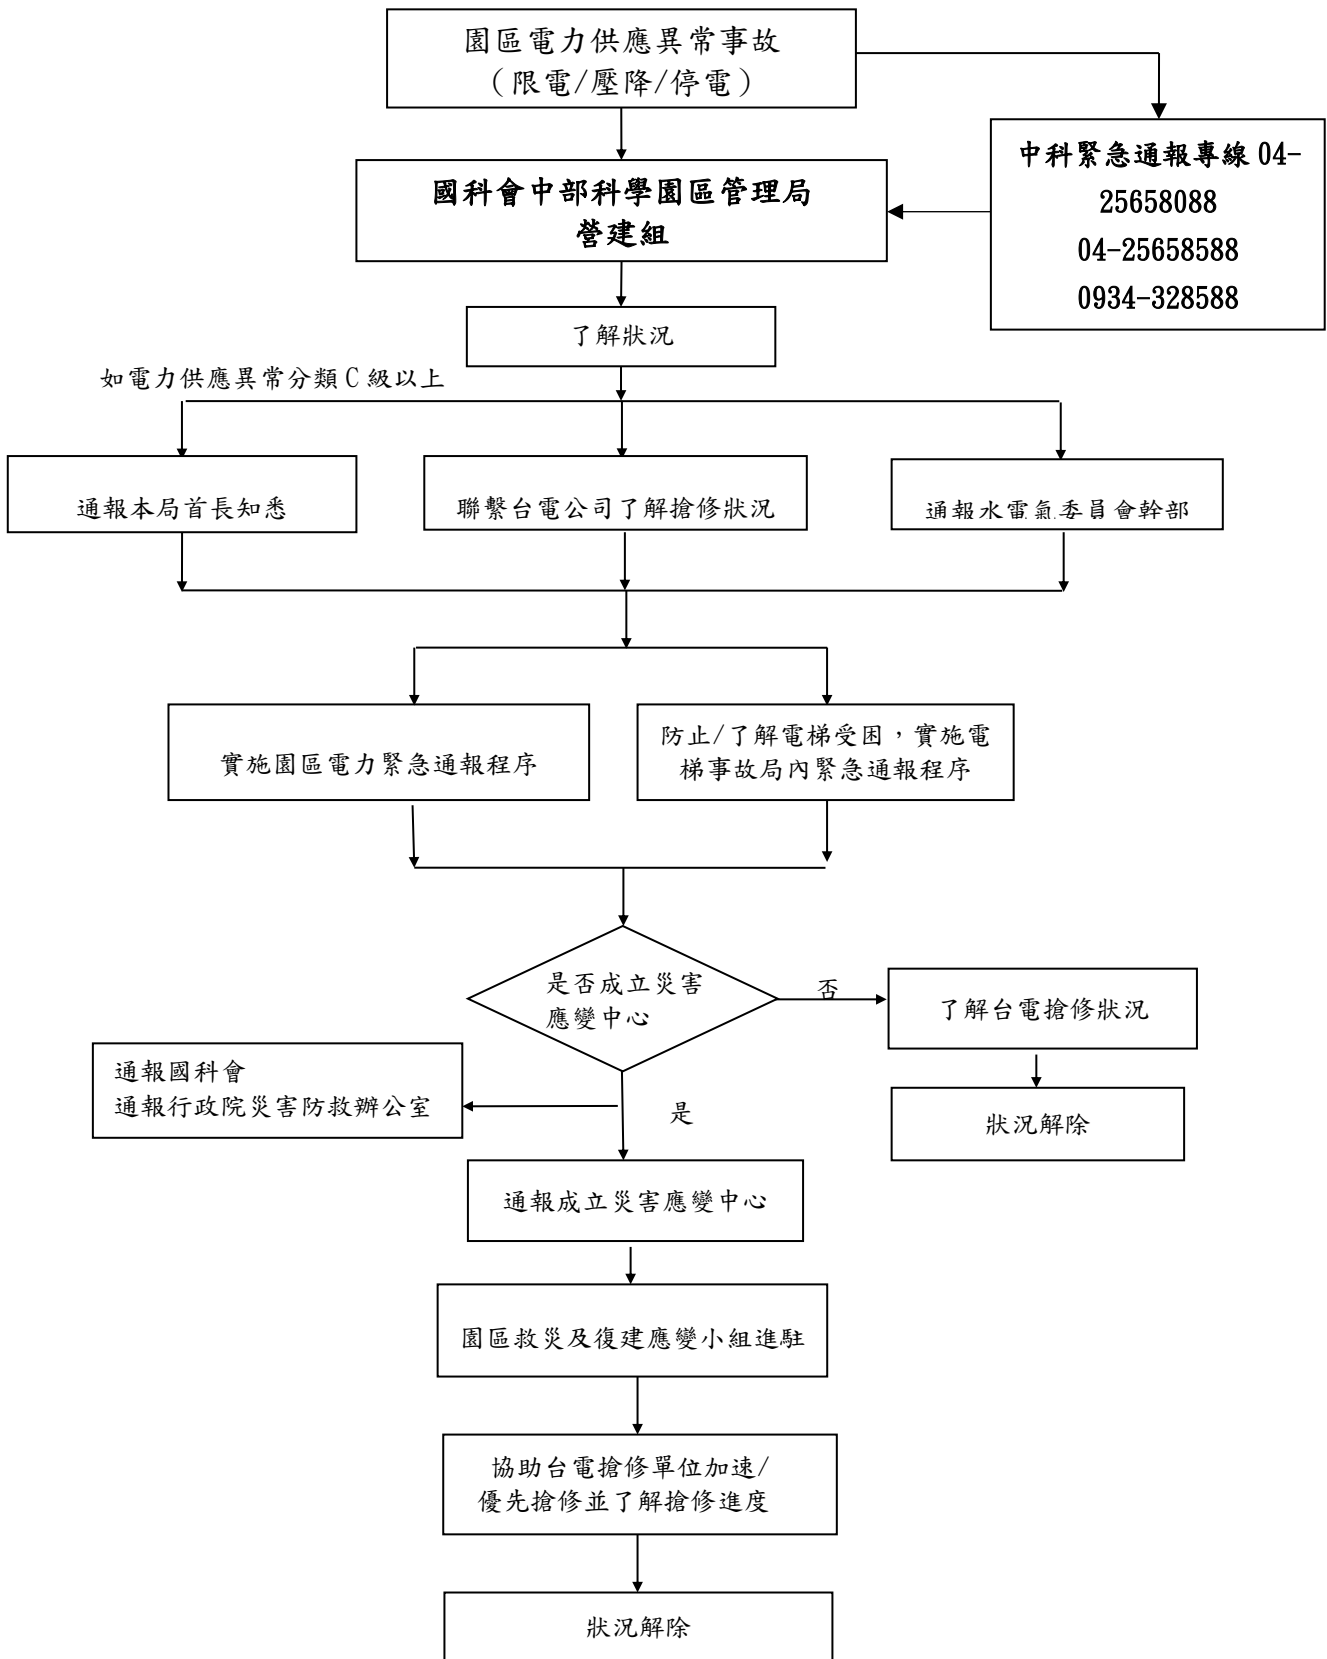 園區電力供應異常事故
（限電/壓降/停電）
中科緊急通報專線 04-
25658088
04-25658588
0934-328588
國科會中部科學園區管理局
營建組
了解狀況
如電力供應異常分類 C 級以上
通報本局首長知悉
聯繫台電公司了解搶修狀況
通報水電氣委員會幹部
實施園區電力緊急通報程序
防止/了解電梯受困，實施電
梯事故局內緊急通報程序
是否成立災害
應變中心
否
了解台電搶修狀況
狀況解除
通報國科會
通報行政院災害防救辦公室
是
通報成立災害應變中心
園區救災及復建應變小組進駐
協助台電搶修單位加速/
優先搶修並了解搶修進度
狀況解除